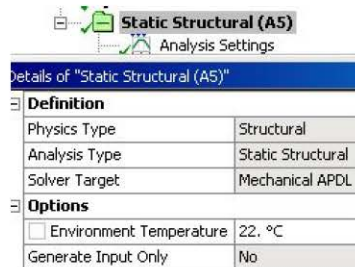 Static Structural (A5)
Analysis Settings
Details of "Static Structural (A5)"
Definition
Physics Type Structural
Analysis Type Static Structural
Solver Target Mechanical APDL
Options
Environment Temperature 22. °C
Generate Input Only No